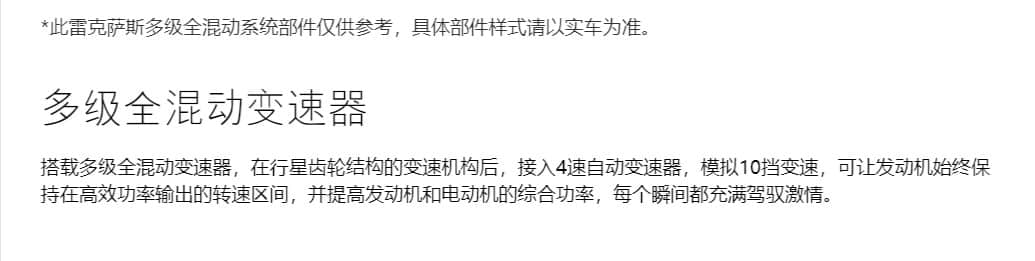 *此雷克萨斯多级全混动系统部件仅供参考，具体部件样式请以实车为准。
多级全混动变速器
搭载多级全混动变速器，在行星齿轮结构的变速机构后，接入4速自动变速器，模拟10挡变速，可让发动机始终保
持在高效功率输出的转速区间，并提高发动机和电动机的综合功率，每个瞬间都充满驾驭激情。